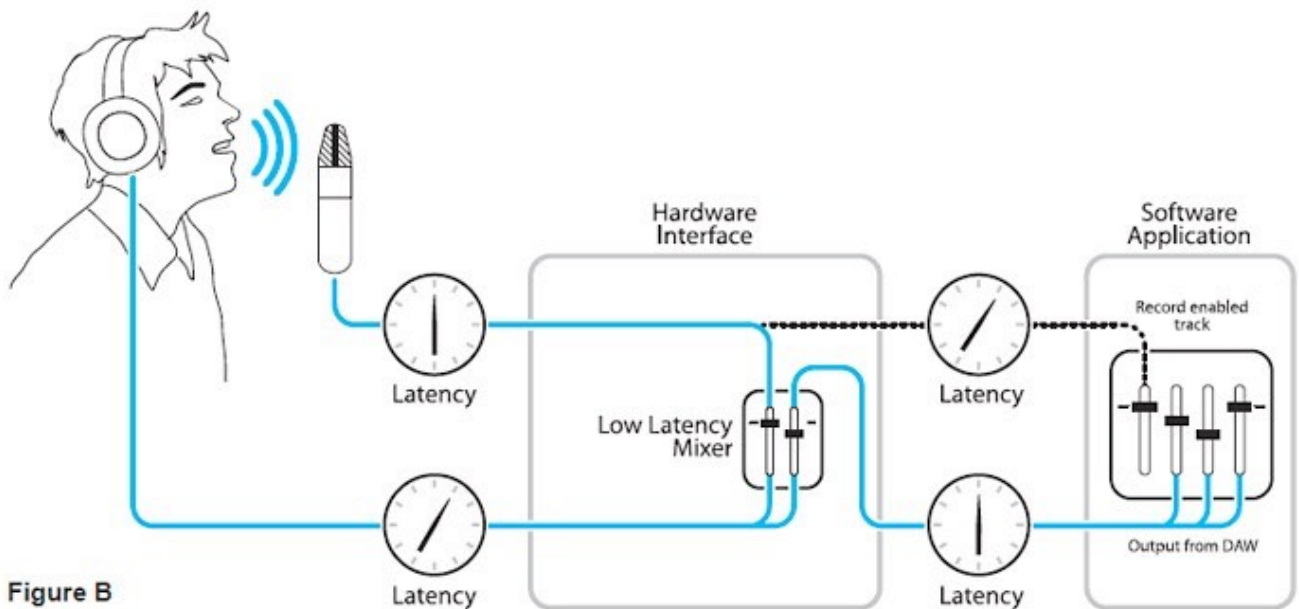 Hardware
Interface
Software
Application
Record enabled
track
Latency
Latency
Low Latency
Mixer
Output from DAW
Latency
Latency
Figure B